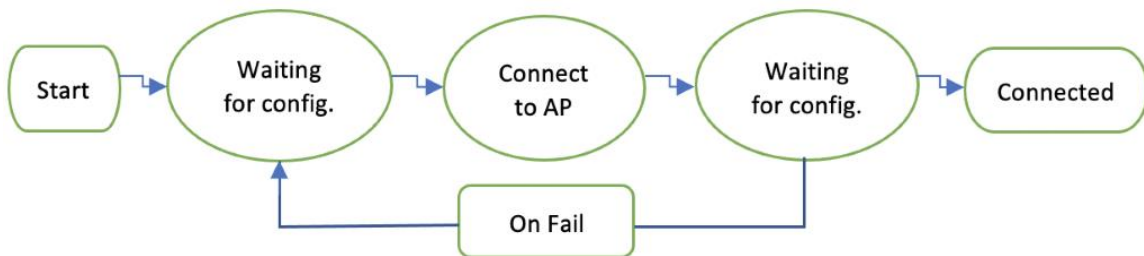 Start
Waiting
for config.
Connect
to AP
Waiting
for config.
Connected
On Fail